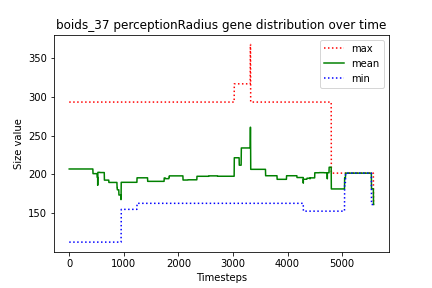 boids_37 perceptionRadius gene distribution over time
350
300
250
200
150
Size value
max
mean
min
0 1000 2000 3000 4000 5000
Timesteps